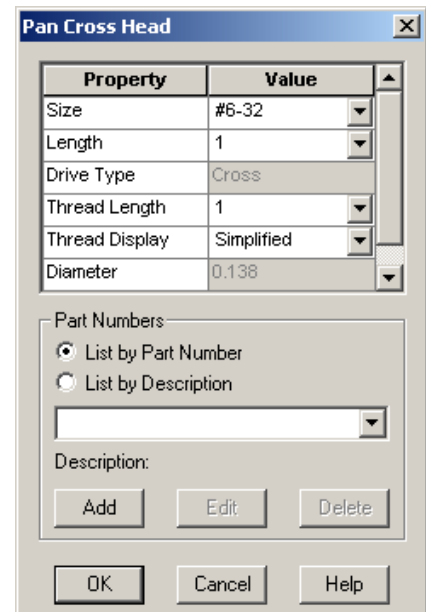 Pan Cross Head
Property Value
Size #6-32
Length 1
Drive Type Cross
Thread Length 1
Thread Display Simplified
Diameter 0.138
Part Numbers
List by Part Number
List by Description
Description:
Add Edit Delete
OK Cancel Help